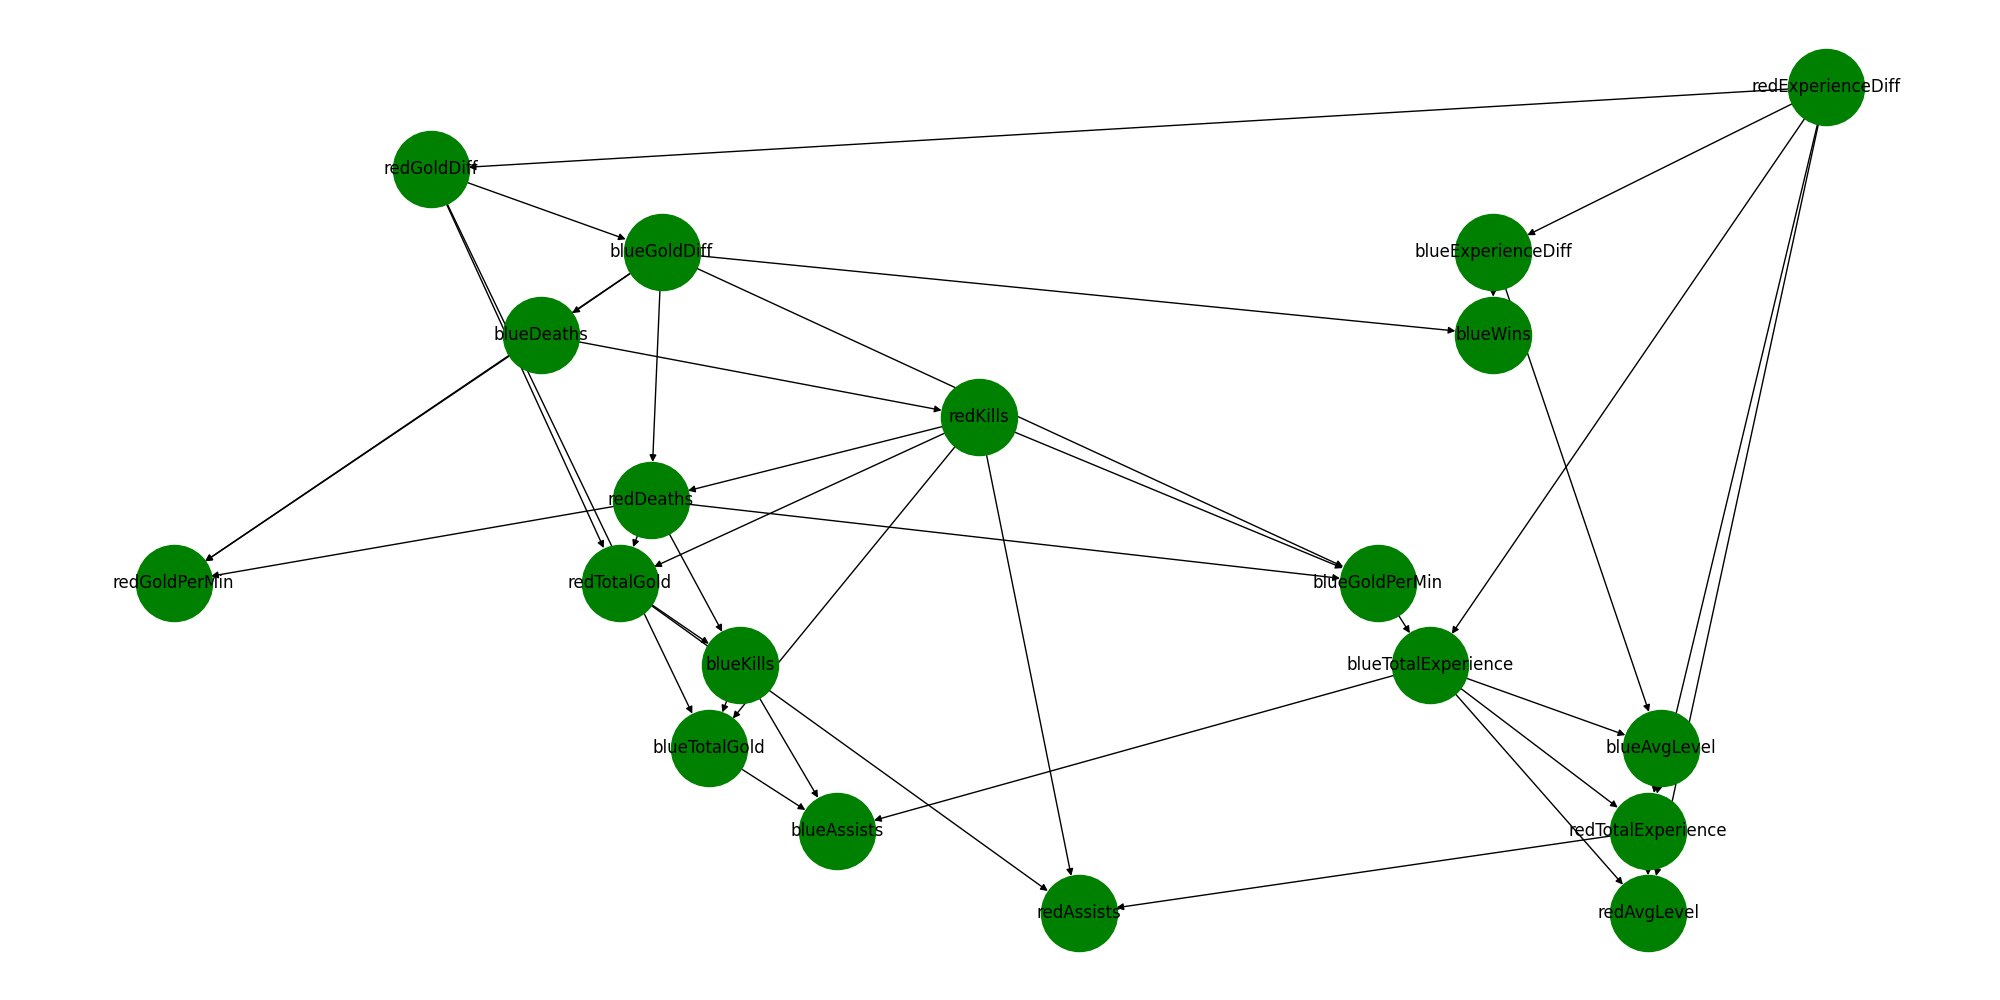 redExperienceDiff
redGoldDiff
blueGoldDiff
blueExperienceDiff
blueDeaths
blueWins
redKills
redDeaths
redGoldPerMin
redTotalGold
blueGoldPerMin
blueKills
blueTotalExperience
blueTotalGold
blueAvgLevel
blueAssists
redTotalExperience
redAssists
redAvgLevel